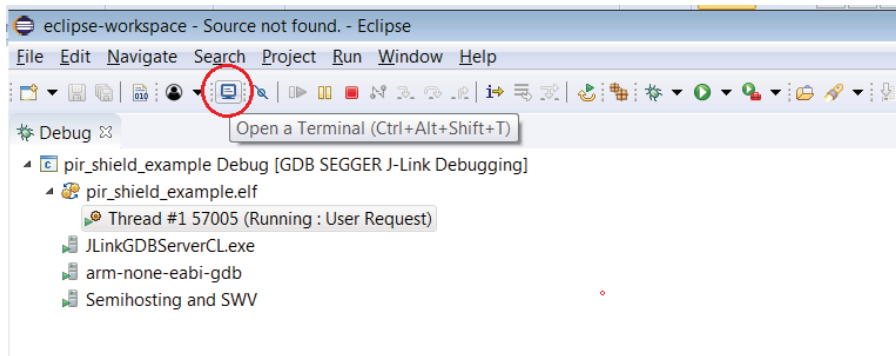 eclipse-workspace - Source not found. - Eclipse
File Edit Navigate Search Project Run Window Help
010
Open a Terminal (Ctrl+Alt+Shift+T)
Debug
c pir_shield_example Debug [GDB SEGGER J-Link Debugging]
pir_shield_example.elf
Thread #1 57005 (Running : User Request)
JLinkGDBServerCL.exe
arm-none-eabi-gdb
Semihosting and SWV